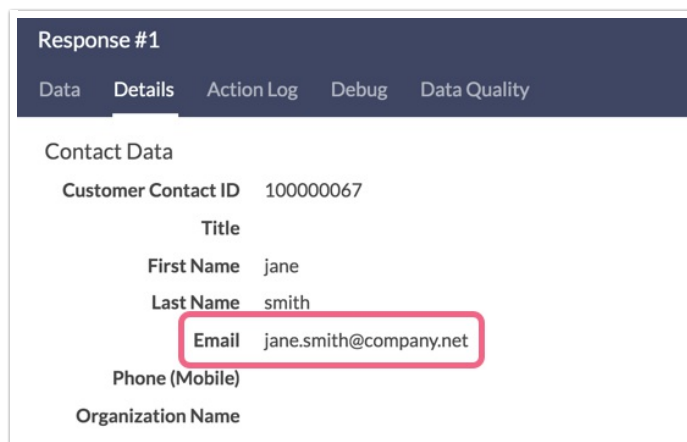 Response #1
Data Details Action Log Debug Data Quality
Contact Data
Customer Contact ID 100000067
Title
First Name jane
Last Name smith
Email jane.smith@company.net
Phone (Mobile)
Organization Name